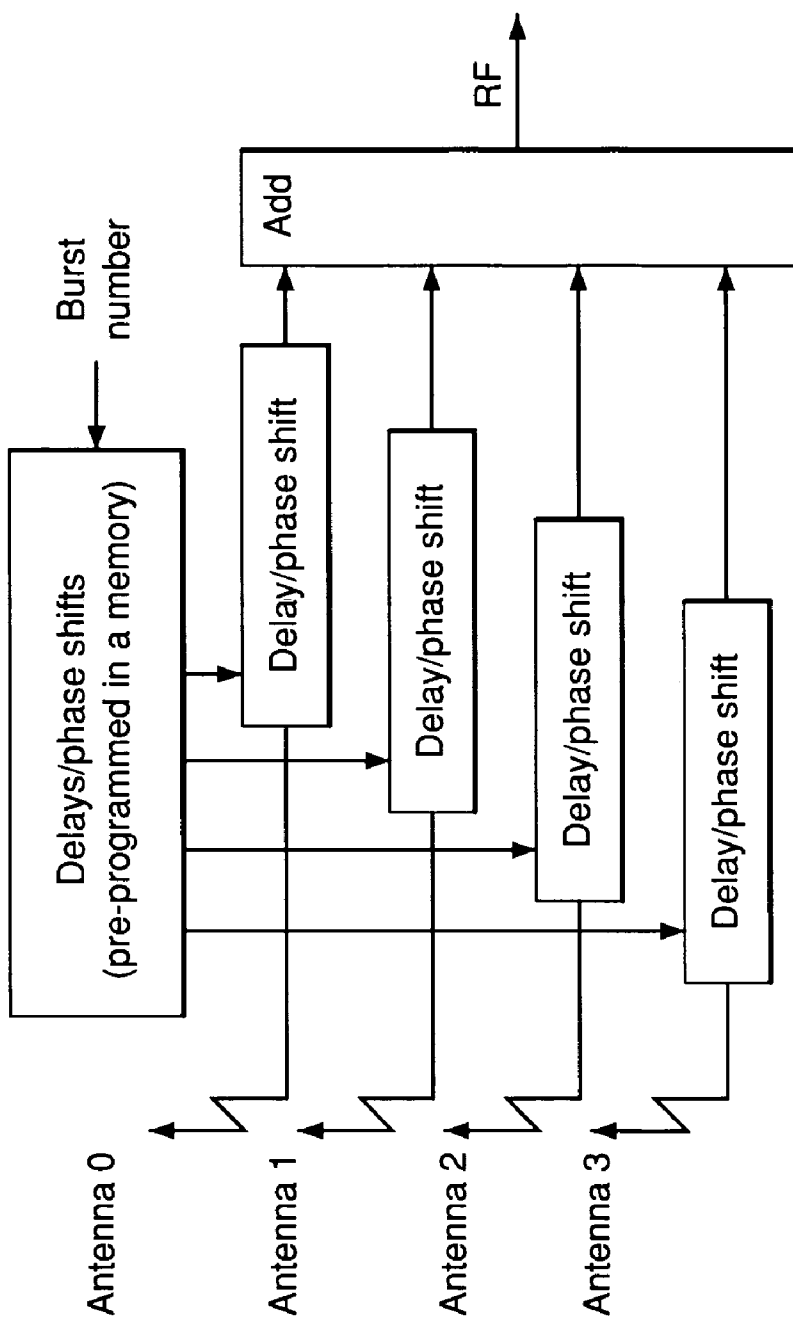 Delays/phase shifts
(pre-programmed in a memory)
Burst
number
Antenna 0
Delay/phase shift
Add
RF
Antenna 1
Delay/phase shift
Antenna 2
Delay/phase shift
Antenna 3
Delay/phase shift